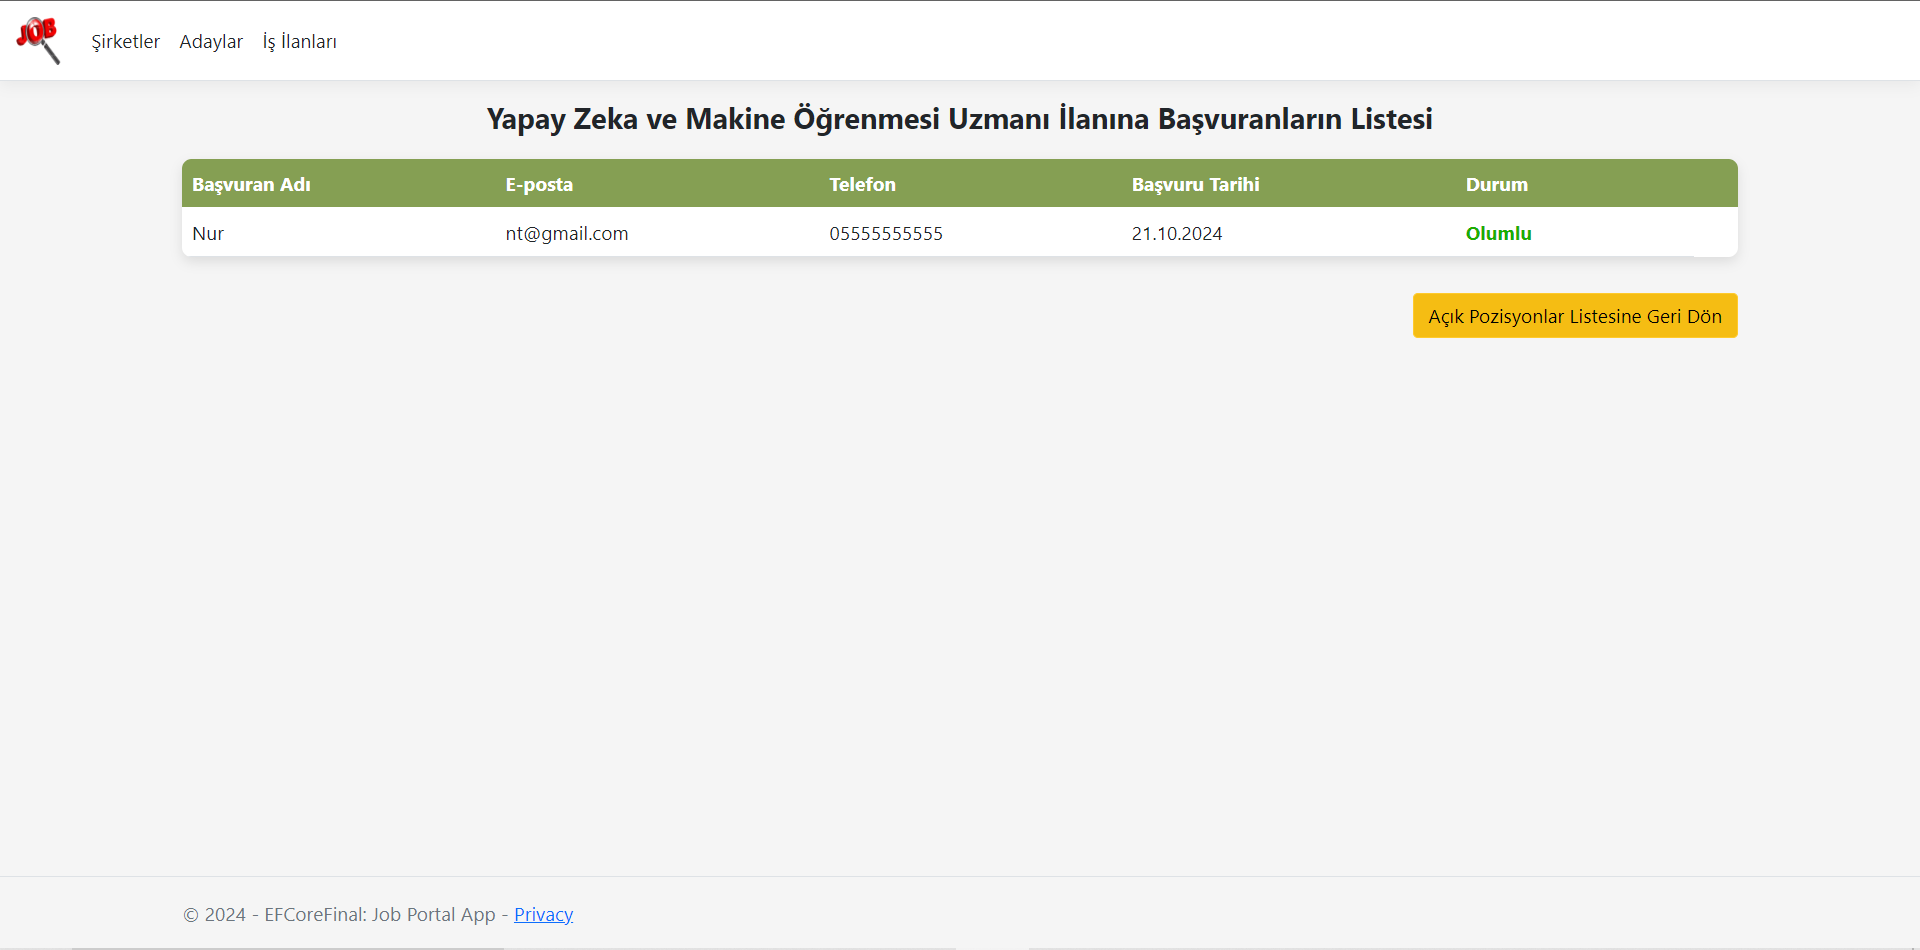 JOB
Şirketler Adaylar İş İlanları
Yapay Zeka ve Makine Öğrenmesi Uzmanı İlanına Başvuranların Listesi
Başvuran Adı E-posta Telefon Başvuru Tarihi Durum
Nur nt@gmail.com 05555555555 21.10.2024 Olumlu
Açık Pozisyonlar Listesine Geri Dön
© 2024 - EFCoreFinal: Job Portal App - Privacy